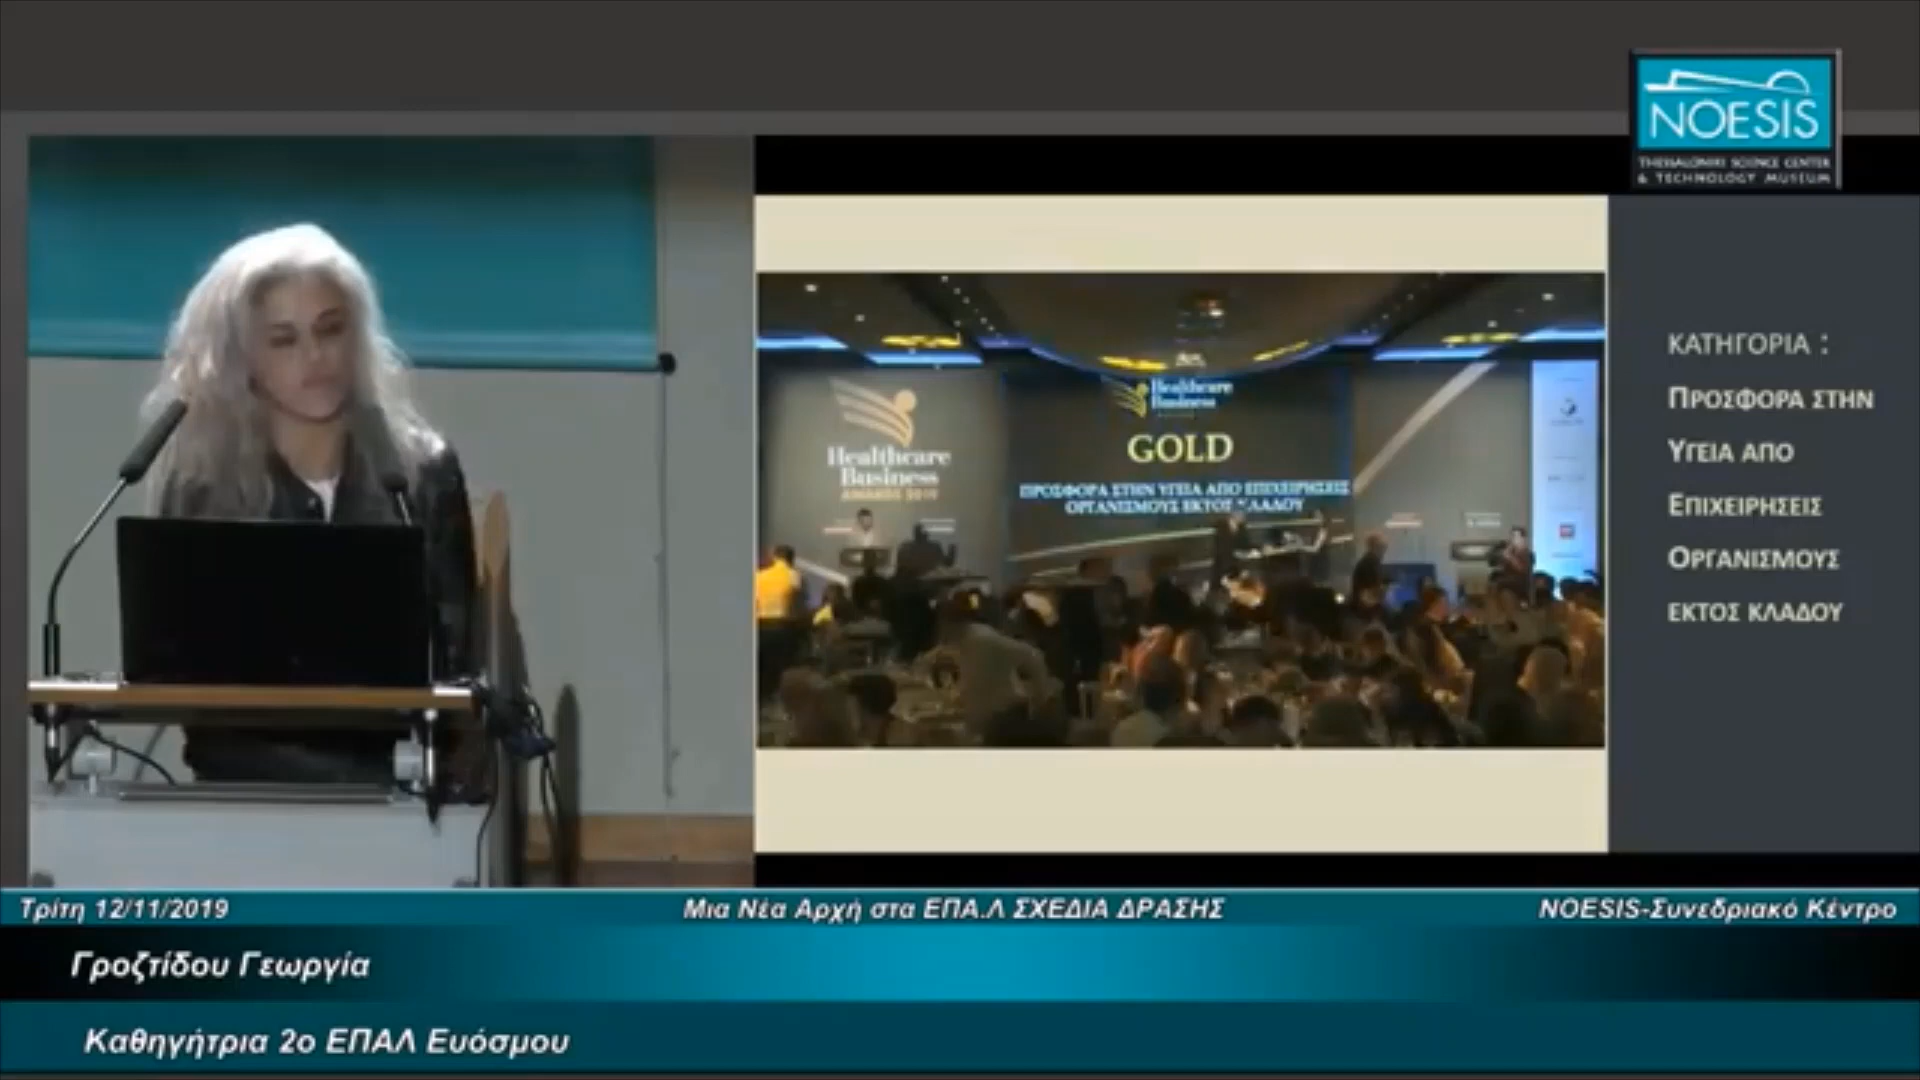 NOESIS
THESSALONIKI SCIENCE CENTER
& TECHNOLOGY MUSEUM
Healthcare
Business
AWARDS 2019
Healthcare
Business
GOLD
ΠΡΟΣΦΟΡΑ ΣΤΗΝ ΥΓΕΙΑ ΑΠΟ ΕΠΙΧΕΙΡΗΣΕΙΣ
ΟΡΓΑΝΙΣΜΟΥΣ ΕΚΤΟΣ ΚΛΑΔΟΥ
ΚΑΤΗΓΟΡΙΑ :
ΠΡΟΣΦΟΡΑ ΣΤΗΝ
ΥΓΕΙΑ ΑΠΟ
ΕΠΙΧΕΙΡΗΣΕΙΣ
ΟΡΓΑΝΙΣΜΟΥΣ
ΕΚΤΟΣ ΚΛΑΔΟΥ
Τρίτη 12/11/2019
Μια Νέα Αρχή στα ΕΠΑ.Λ ΣΧΕΔΙΑ ΔΡΑΣΗΣ
NOESIS-Συνεδριακό Κέντρο
Γροζτίδου Γεωργία
Καθηγήτρια 2ο ΕΠΑΛ Ευόσμου